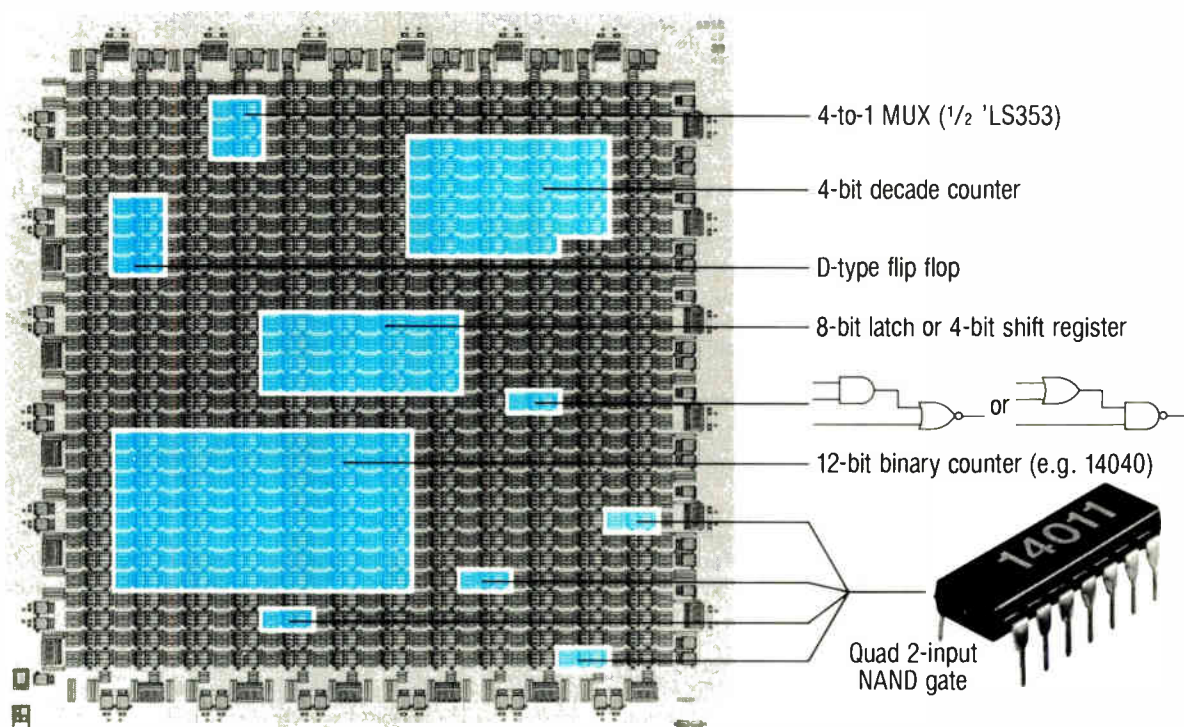 4-to-1 MUX (1/2 'LS353)
4-bit decade counter
D-type flip flop
8-bit latch or 4-bit shift register
or
12-bit binary counter (e.g. 14040)
14011
Quad 2-input
NAND gate